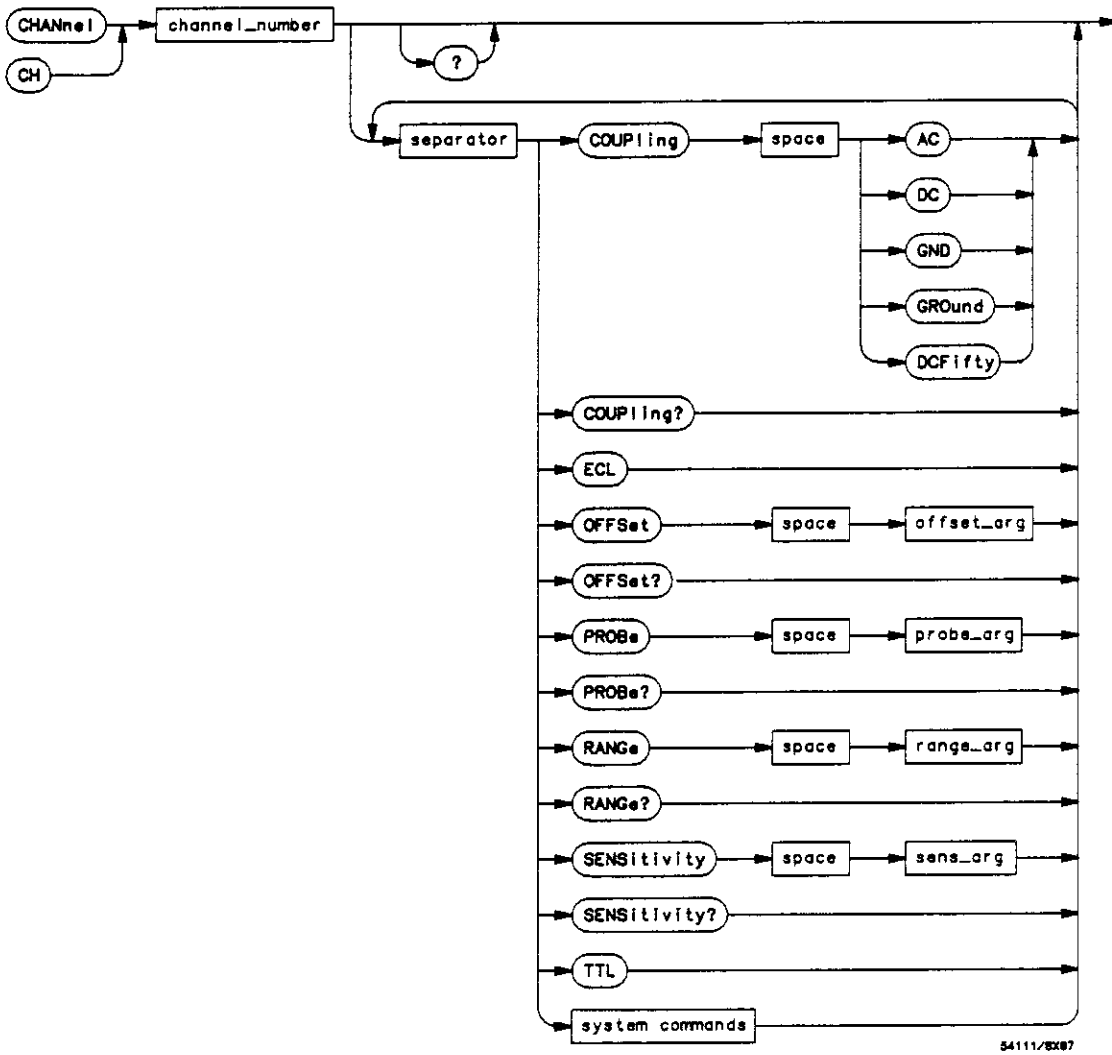 CHANnel
channel_number
CH
?
separator
COUPling
space
AC
DC
GND
GROund
DCFifty
COUPling?
ECL
OFFSet space offset_arg
OFFSet?
PROBe space probe_arg
PROBe?
RANGe space range_arg
RANGe?
SENSitivity space sens_arg
SENSitivity?
TTL
system commands
54111/SX87